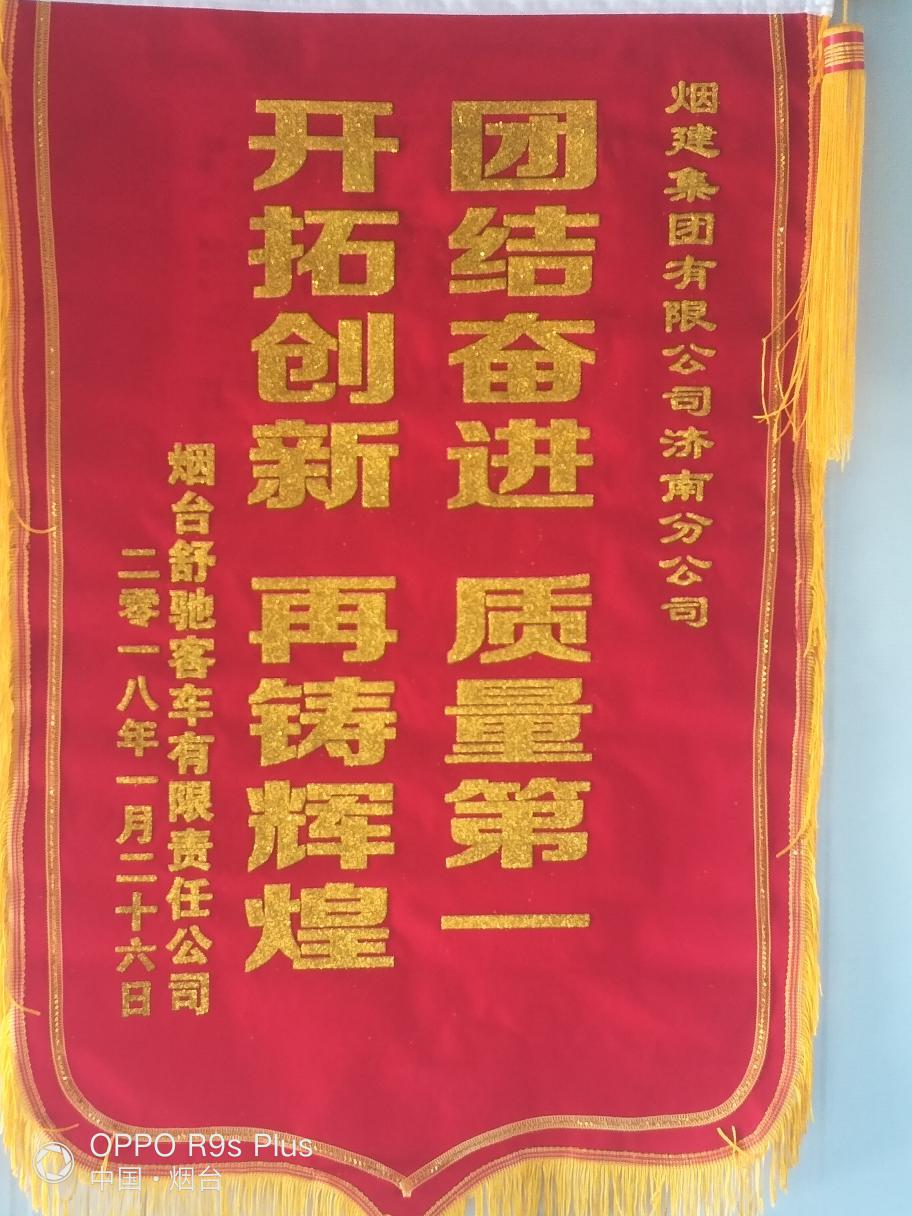 烟建集团有限公司济南分公司
团结奋进 质量第一
开拓创新 再铸辉煌
烟台舒驰客车有限责任公司
二零一八年一月二十六日
OPPO R9s Plus
中国·烟台